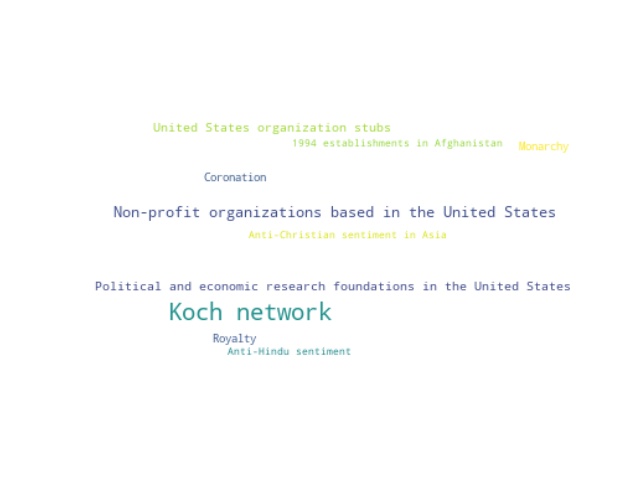 United States organization stubs
1994 establishments in Afghanistan
Monarchy
Coronation
Non-profit organizations based in the United States
Anti-Christian sentiment in Asia
Political and economic research foundations in the United States
Koch network
Royalty
Anti-Hindu sentiment